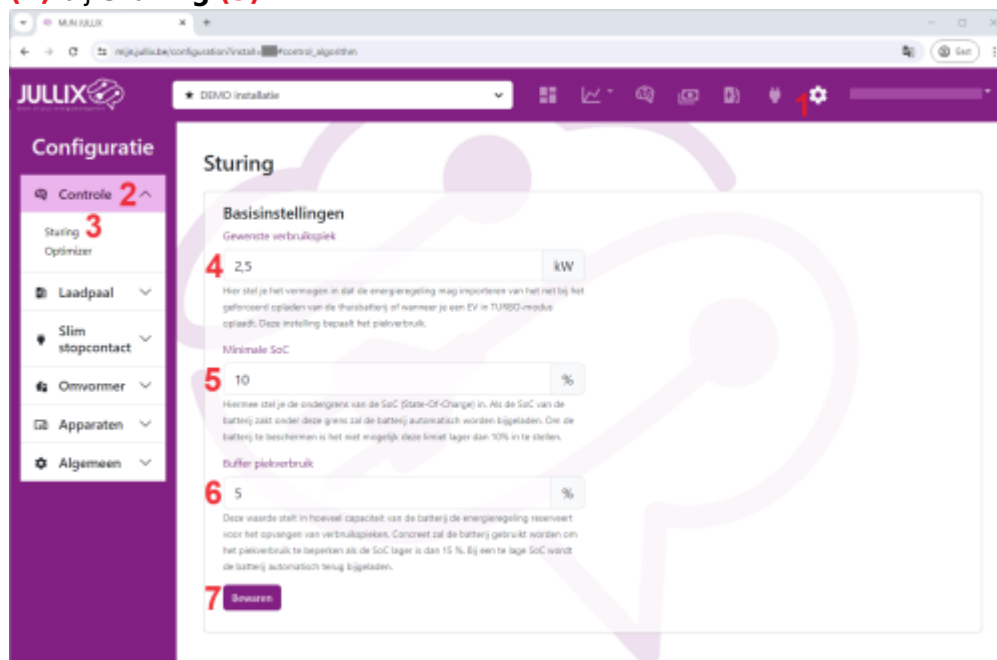 MIJN JULLIX
mijn.jullix.be/configuration?install= #control_algorithm
Gast
JULLIX
★ DEMO installatie
1
Configuratie
Controle 2
Sturing 3
Optimizer
Laadpaal
Slim
stopcontact
Omvormer
Apparaten
Algemeen
Sturing
Basisinstellingen
Gewenste verbruikspiek
4 2,5 kW
Hier stel je het vermogen in dat de energieregeling mag importeren van het net bij het
geforceerd opladen van de thuisbatterij of wanneer je een EV in TURBO-modus
oplaadt. Deze instelling bepaalt het piekverbruik.
Minimale SoC
5 10 %
Hiermee stel je de ondergrens van de SoC (State-Of-Charge) in. Als de SoC van de
batterij zakt onder deze grens zal de batterij automatisch worden bijgeladen. Om de
batterij te beschermen is het niet mogelijk deze limiet lager dan 10% in te stellen.
Buffer piekverbruik
6 5 %
Deze waarde stelt in hoeveel capaciteit van de batterij de energieregeling reserveert
voor het opvangen van verbruikspieken. Concreet zal de batterij gebruikt worden om
het piekverbruik te beperken als de SoC lager is dan 15 %. Bij een te lage SoC wordt
de batterij automatisch terug bijgeladen.
7 Bewaren